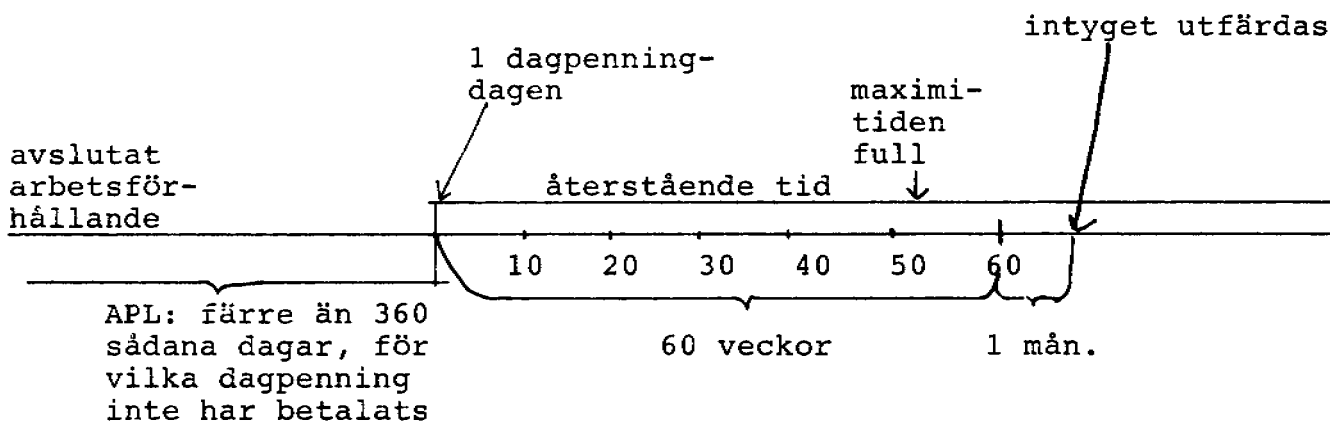 intyget utfärdas
1 dagpenning-
dagen
maximi-
tiden
full
avslutat
arbetsför-
hållande
återstående tid
10 20 30 40 50 60
60 veckor
1 mån.
APL: färre än 360
sådana dagar, för
vilka dagpenning
inte har betalats